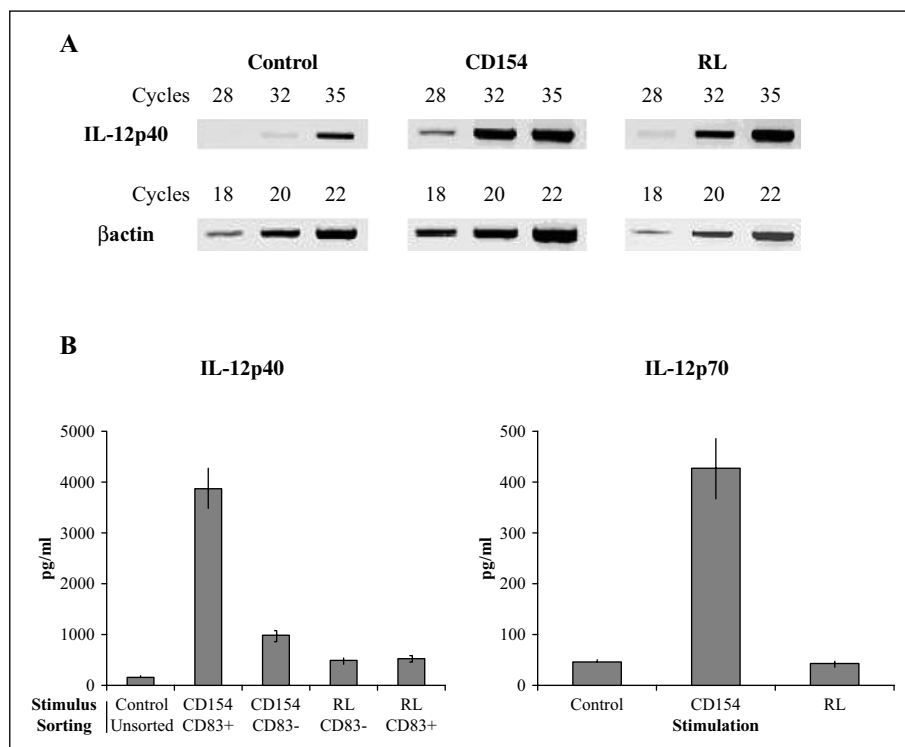 A
Control CD154 RL
Cycles 28 32 35 28 32 35 28 32 35
IL-12p40
Cycles 18 20 22 18 20 22 18 20 22
βactin
B
IL-12p40
5000
4000
3000
2000
1000
0
pg/ml
Stimulus Control CD154 CD154 RL RL
Sorting Unsorted CD83+ CD83- CD83- CD83+
IL-12p70
500
400
300
200
100
0
pg/ml
Control CD154 RL
Stimulation